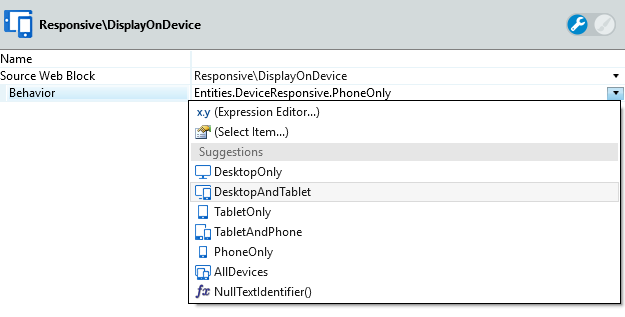 Responsive\DisplayOnDevice
Name
Source Web Block Responsive\DisplayOnDevice
Behavior Entities.DeviceResponsive.PhoneOnly
x.y (Expression Editor...)
(Select Item...)
Suggestions
DesktopOnly
DesktopAndTablet
TabletOnly
TabletAndPhone
PhoneOnly
AllDevices
fx NullTextIdentifier()